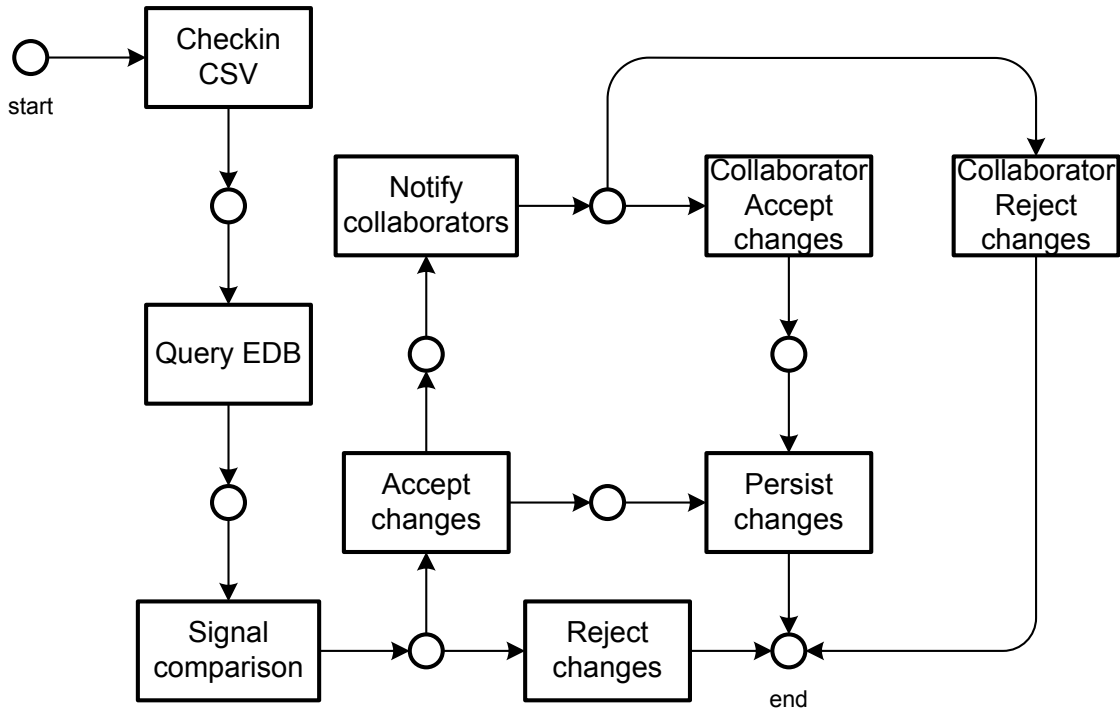 Checkin
CSV
start
Notify
collaborators
Collaborator
Accept
changes
Collaborator
Reject
changes
Query EDB
Accept
changes
Persist
changes
Signal
comparison
Reject
changes
end